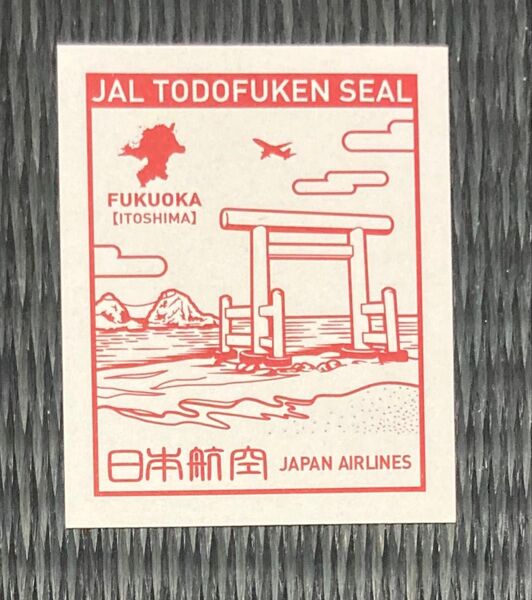 JAL TODOFUKEN SEAL
FUKUOKA
【ITOSHIMA】
日本航空 JAPAN AIRLINES